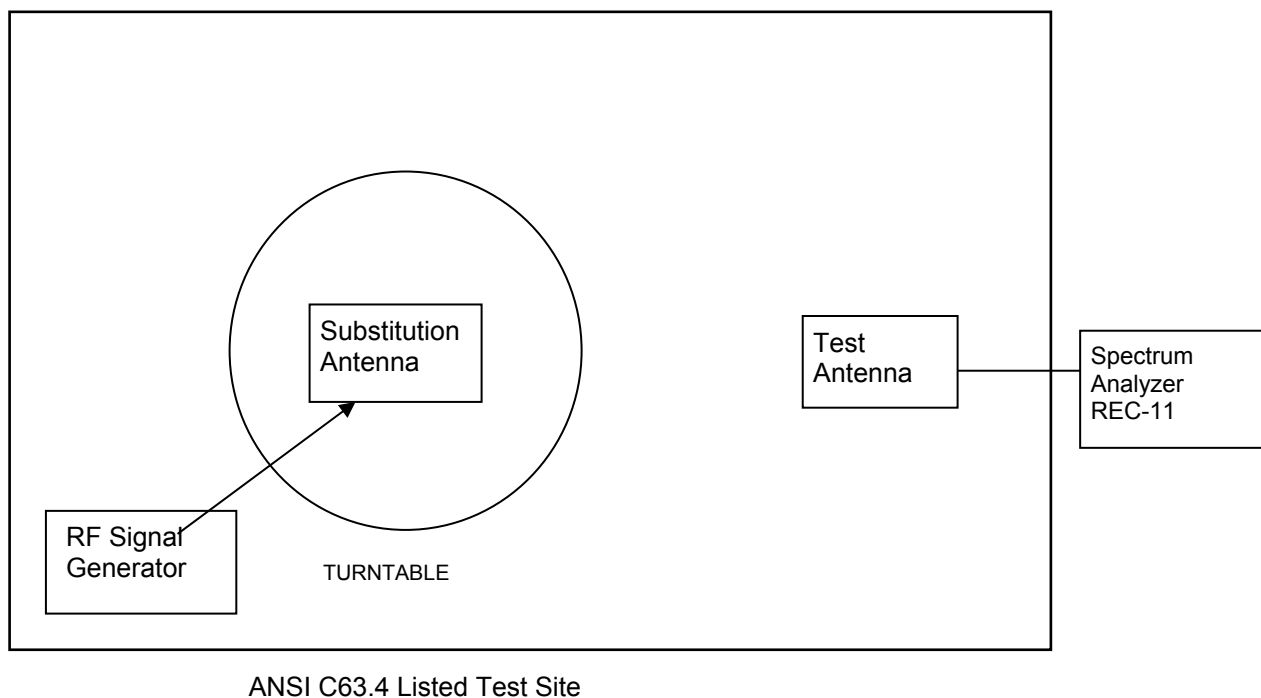 Substitution
Antenna
Test
Antenna
Spectrum
Analyzer
REC-11
RF Signal
Generator
TURNTABLE
ANSI C63.4 Listed Test Site